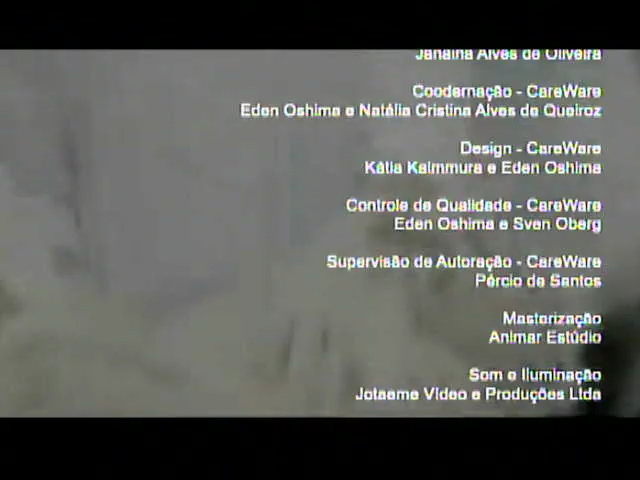 Janaína Alves de Oliveira
Coodernação - CareWare
Eden Oshima e Natália Cristina Alves de Queiroz
Design - CareWare
Kátia Kaimmura e Eden Oshima
Controle de Qualidade - CareWare
Eden Oshima e Sven Oberg
Supervisão de Autoração - CareWare
Pércio de Santos
Masterização
Animar Estúdio
Som e Iluminação
Jotaeme Vídeo e Produções Ltda